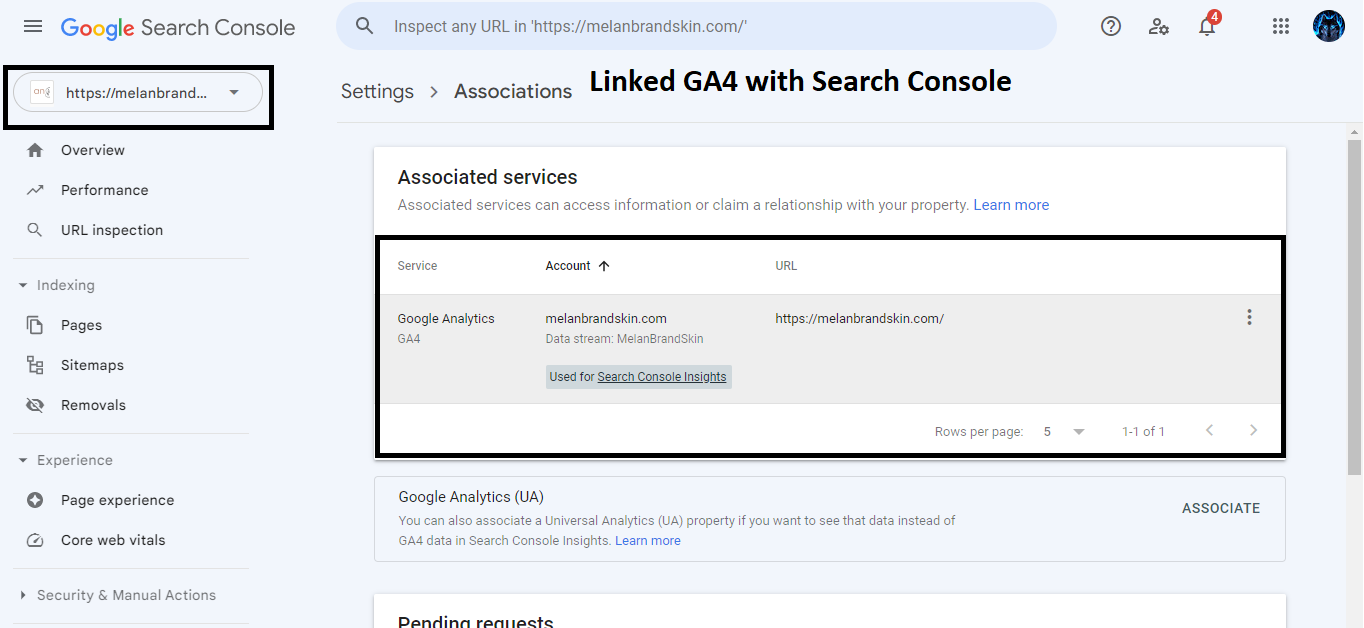 Google Search Console
Inspect any URL in 'https://melanbrandskin.com/'
4
https://melanbrand...
Settings > Associations
Linked GA4 with Search Console
Overview
Performance
URL inspection
Indexing
Pages
Sitemaps
Removals
Experience
Page experience
Core web vitals
Security & Manual Actions
Associated services
Associated services can access information or claim a relationship with your property. Learn more
Service Account URL
Google Analytics melanbrandskin.com https://melanbrandskin.com/
GA4 Data stream: MelanBrandSkin
Used for Search Console Insights
Rows per page: 5 1-1 of 1
Google Analytics (UA)
You can also associate a Universal Analytics (UA) property if you want to see that data instead of
GA4 data in Search Console Insights. Learn more
ASSOCIATE
Pending requests